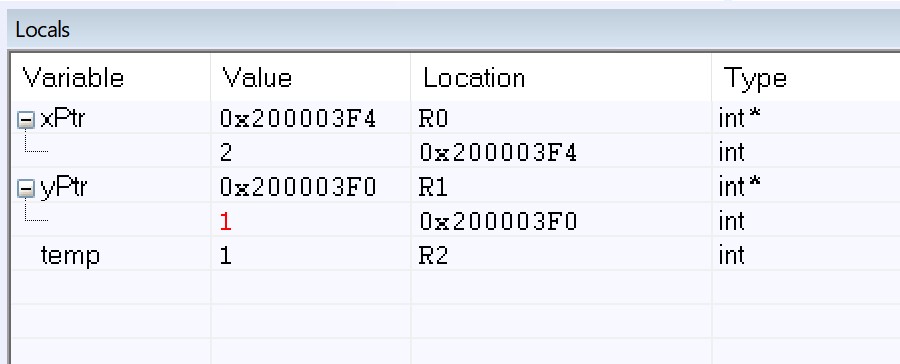 Locals
Variable Value Location Type
xPtr 0x200003F4 R0 int*
2 0x200003F4 int
yPtr 0x200003F0 R1 int*
1 0x200003F0 int
temp 1 R2 int